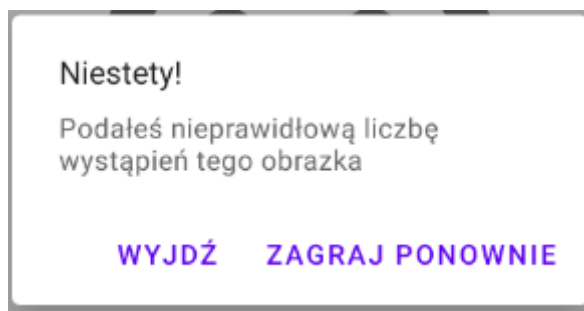 Niestety!
Podałeś nieprawidłową liczbę
wystąpień tego obrazka
WYJDŹ ZAGRAJ PONOWNIE